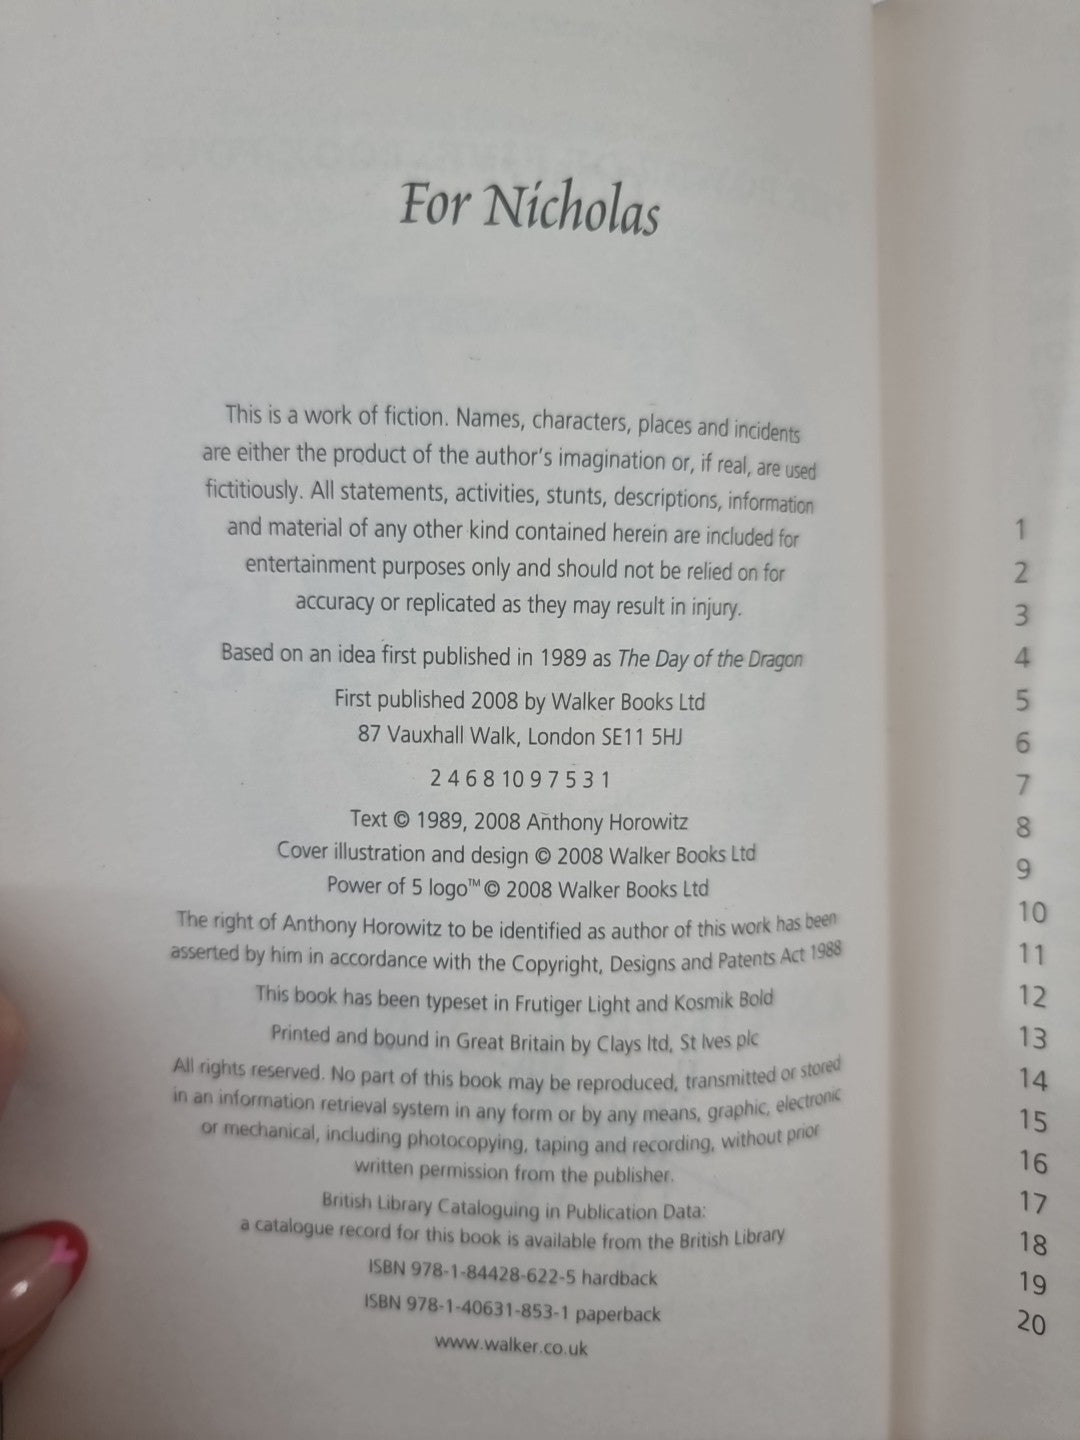 For Nicholas
This is a work of fiction. Names, characters, places and incidents
are either the product of the author's imagination or, if real, are used
fictitiously. All statements, activities, stunts, descriptions, information
and material of any other kind contained herein are included for
entertainment purposes only and should not be relied on for
accuracy or replicated as they may result in injury.
Based on an idea first published in 1989 as The Day of the Dragon
First published 2008 by Walker Books Ltd
87 Vauxhall Walk, London SE11 5HJ
2 4 6 8 10 9 7 5 3 1
Text © 1989, 2008 Anthony Horowitz
Cover illustration and design © 2008 Walker Books Ltd
Power of 5 logo™ © 2008 Walker Books Ltd
The right of Anthony Horowitz to be identified as author of this work has been
asserted by him in accordance with the Copyright, Designs and Patents Act 1988
This book has been typeset in Frutiger Light and Kosmik Bold
Printed and bound in Great Britain by Clays ltd, St Ives plc
All rights reserved. No part of this book may be reproduced, transmitted or stored
in an information retrieval system in any form or by any means, graphic, electronic
or mechanical, including photocopying, taping and recording, without prior
written permission from the publisher.
British Library Cataloguing in Publication Data:
a catalogue record for this book is available from the British Library
ISBN 978-1-84428-622-5 hardback
ISBN 978-1-40631-853-1 paperback
www.walker.co.uk
1
2
3
4
5
6
7
8
9
10
11
12
13
14
15
16
17
18
19
20